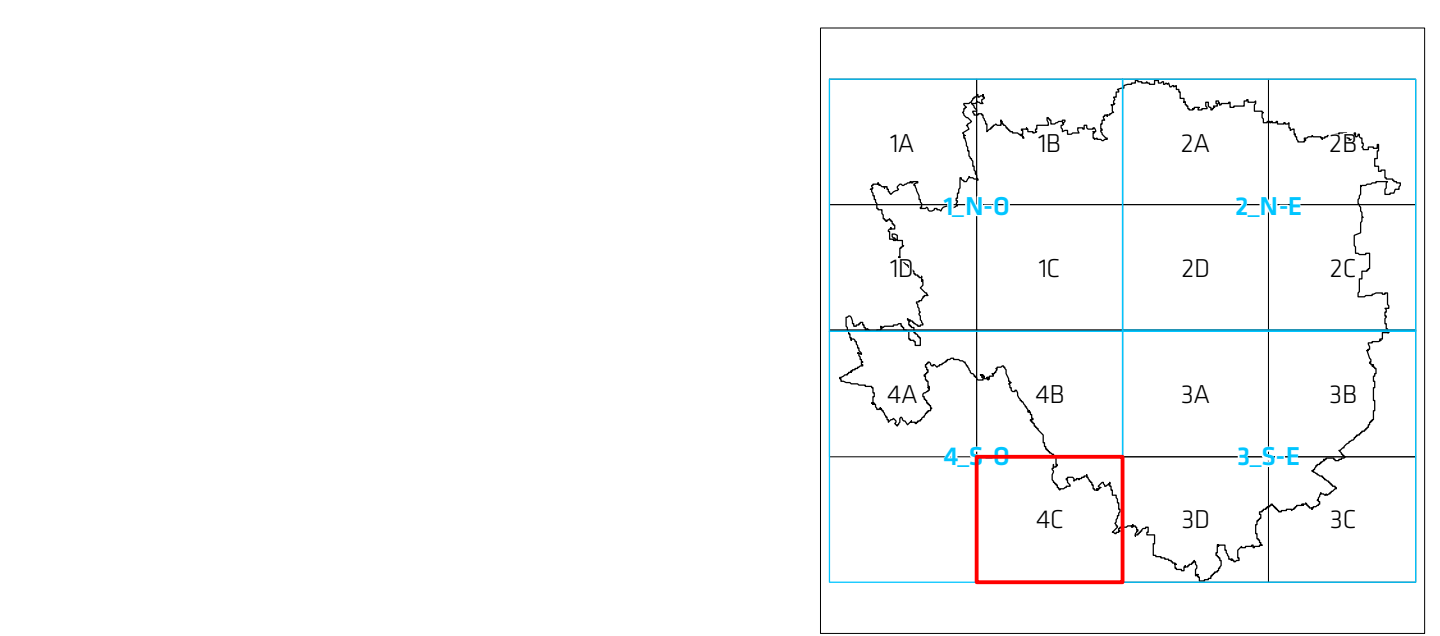 1A 1B 2A 2B
1_N-O 2_N-E
1D 1C 2D 2C
4A 4B 3A 3B
4_S-O 3_S-E
4C 3D 3C